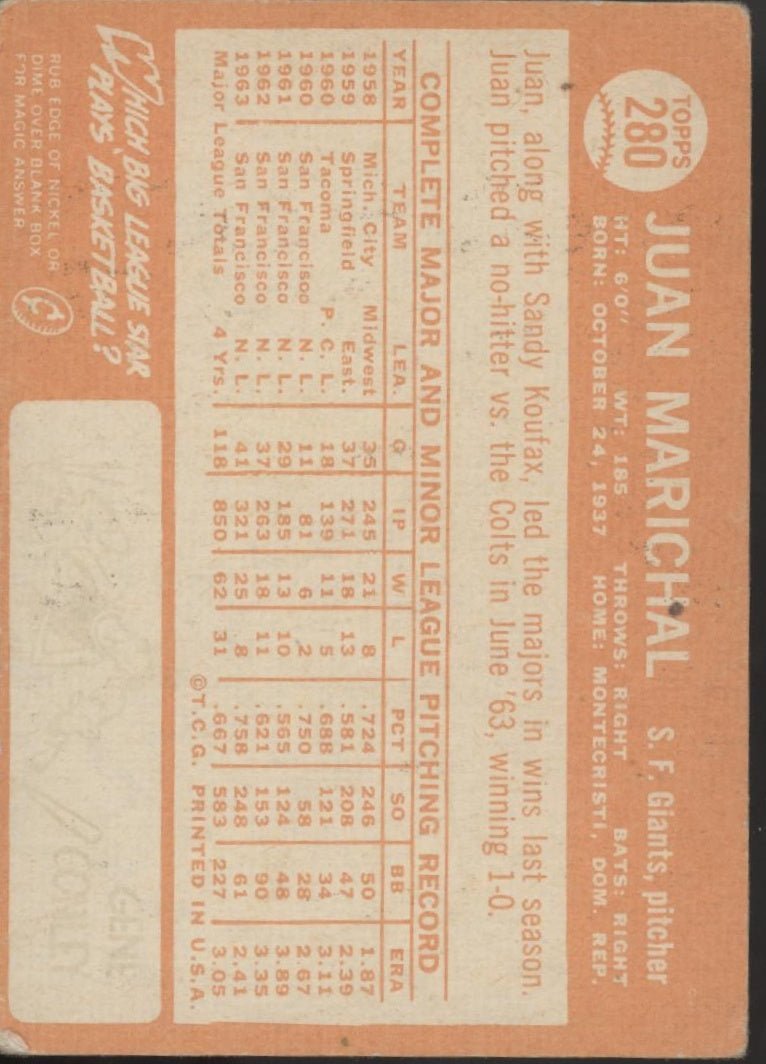 TOPPS
280
JUAN MARICHAL S. F. Giants, pitcher
HT: 6'0" WT: 185 THROWS: RIGHT BATS: RIGHT
BORN: OCTOBER 24, 1937 HOME: MONTECRISTI, DOM. REP.
Juan, along with Sandy Koufax, led the majors in wins last season.
Juan pitched a no-hitter vs. the Colts in June '63, winning 1-0.
COMPLETE MAJOR AND MINOR LEAGUE PITCHING RECORD
YEAR TEAM LEA. G IP W L PCT SO BB ERA
1958 Mich. City Midwest 35 245 21 8 .724 246 50 1.87
1959 Springfield East. 37 271 18 13 .581 208 47 2.39
1960 Tacoma P. C. L. 18 139 11 5 .688 121 34 3.11
1960 San Francisco N. L. 11 81 6 2 .750 58 28 2.67
1961 San Francisco N. L. 29 185 13 10 .565 124 48 3.89
1962 San Francisco N. L. 37 263 18 11 .621 153 90 3.35
1963 San Francisco N. L. 41 321 25 8 .758 248 61 2.41
Major League Totals 4 Yrs. 118 850 62 31 .667 583 227 3.05
©T.C.G. PRINTED IN U.S.A.
WHICH BIG LEAGUE STAR
PLAYS BASKETBALL?
RUB EDGE OF NICKEL OR
DIME OVER BLANK BOX
FOR MAGIC ANSWER
GENE
CONLEY